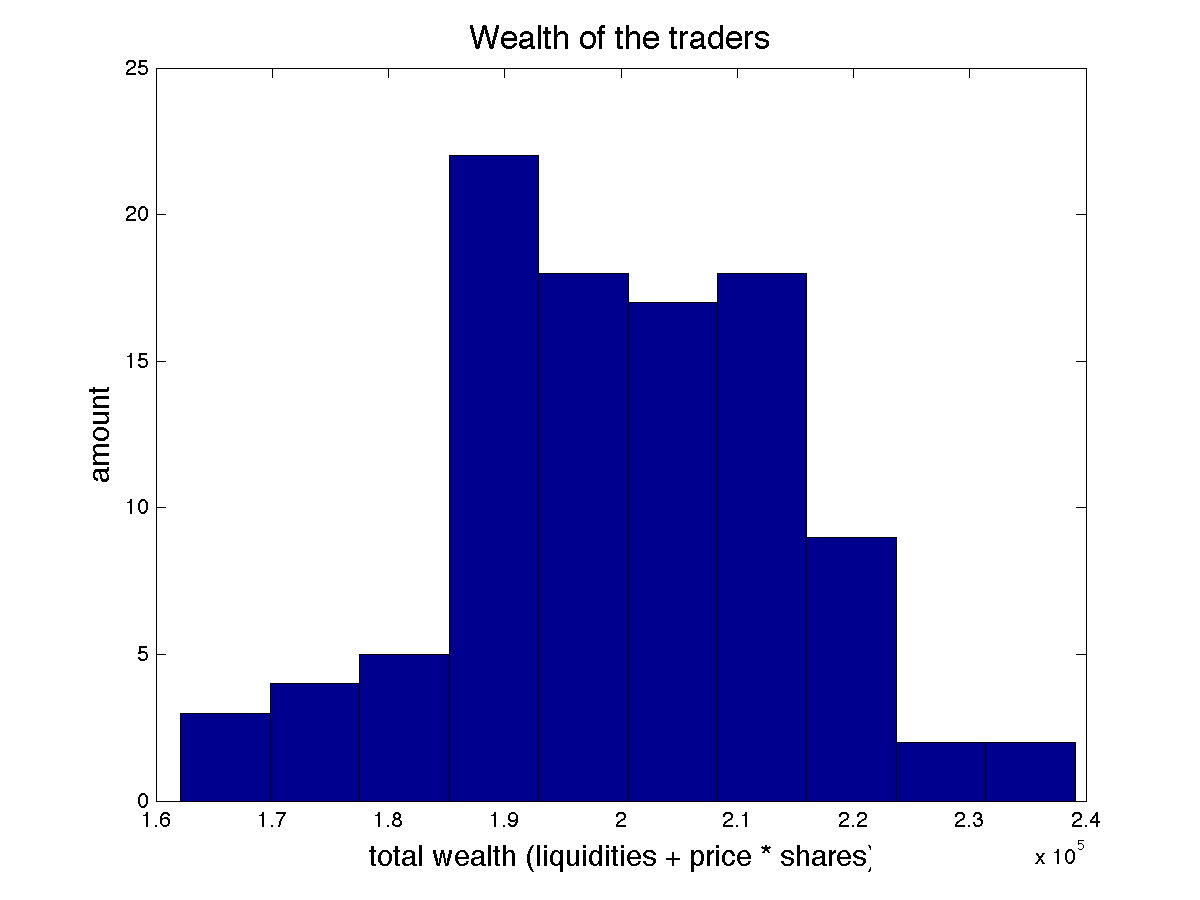 Wealth of the traders
25
20
15
10
5
0
amount
1.6 1.7 1.8 1.9 2 2.1 2.2 2.3 2.4
total wealth (liquidities + price * shares)
x 10^5